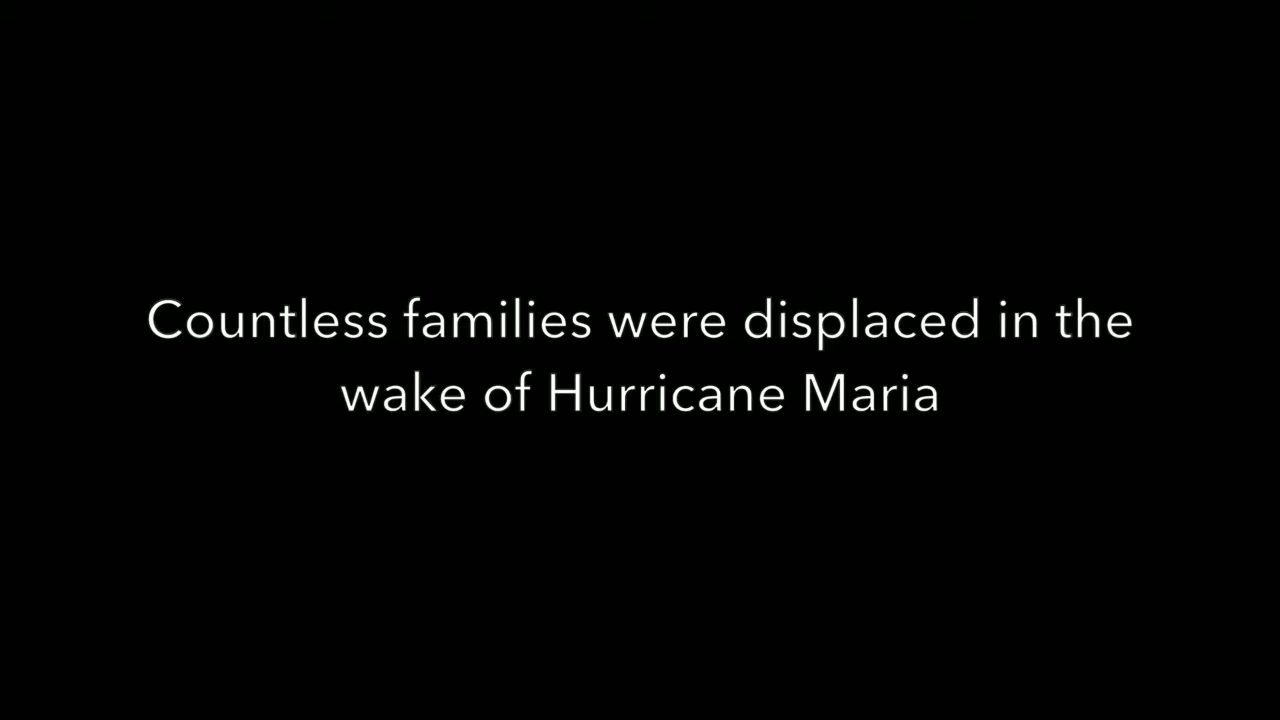 Countless families were displaced in the
wake of Hurricane Maria